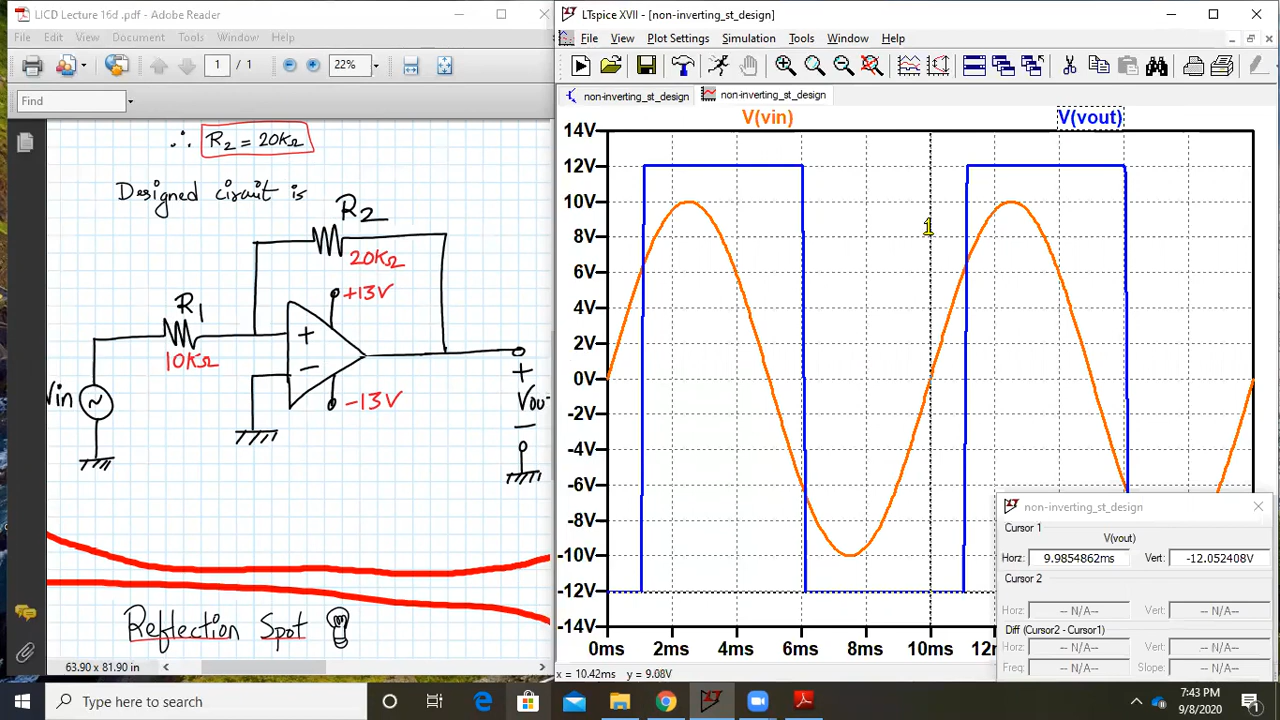 LICD Lecture 16d .pdf - Adobe Reader
File Edit View Document Tools Window Help
1 / 1 22%
Find
∴ R2 = 20KΩ
Designed circuit is
R2
20KΩ
+13V
R1
10KΩ
+
−
-13V
Vin
+
Vou
−
Reflection Spot
63.90 x 81.90 in
LTspice XVII - [non-inverting_st_design]
File View Plot Settings Simulation Tools Window Help
non-inverting_st_design non-inverting_st_design
V(vin) V(vout)
14V
12V
10V
8V
6V
4V
2V
0V
-2V
-4V
-6V
-8V
-10V
-12V
-14V
1
0ms 2ms 4ms 6ms 8ms 10ms
x = 10.42ms y = 9.08V
non-inverting_st_design
Cursor 1
V(vout)
Horz: 9.9854862ms Vert: -12.052408V
Cursor 2
Horz: -- N/A-- Vert: -- N/A--
Diff (Cursor2 - Cursor1)
Horz: -- N/A-- Vert: -- N/A--
Freq: -- N/A-- Slope: -- N/A--
Type here to search
7:43 PM
9/8/2020
1